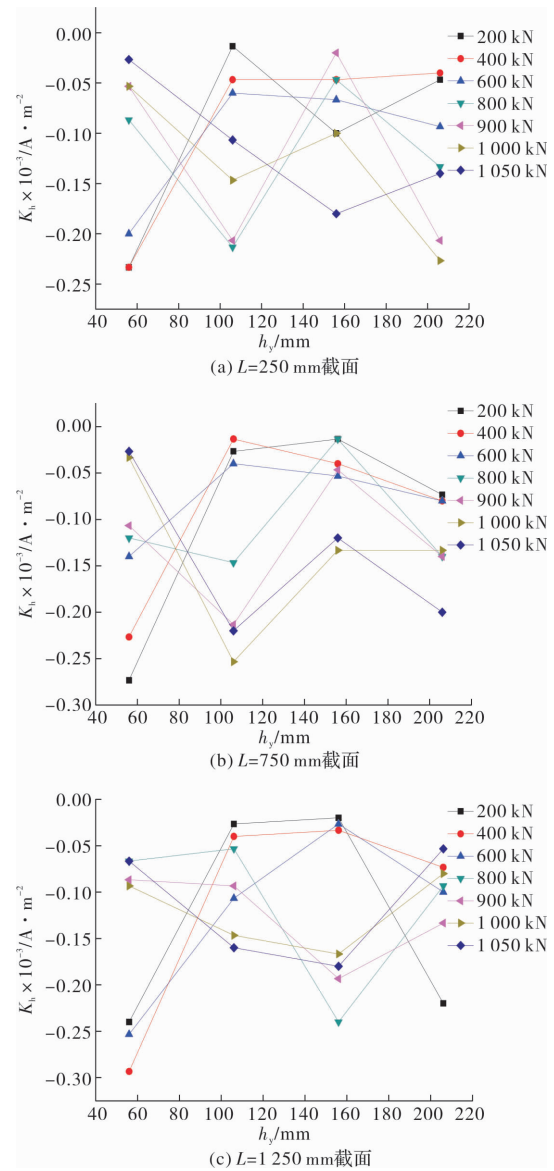 0.00
-0.05
-0.10
-0.15
-0.20
-0.25
K_h × 10⁻³/A·m⁻²
200 kN
400 kN
600 kN
800 kN
900 kN
1 000 kN
1 050 kN
40 60 80 100 120 140 160 180 200 220
h_y/mm
(a) L=250 mm截面
0.00
-0.05
-0.10
-0.15
-0.20
-0.25
-0.30
K_h × 10⁻³/A·m⁻²
200 kN
400 kN
600 kN
800 kN
900 kN
1 000 kN
1 050 kN
40 60 80 100 120 140 160 180 200 220
h_y/mm
(b) L=750 mm截面
0.00
-0.05
-0.10
-0.15
-0.20
-0.25
-0.30
K_h × 10⁻³/A·m⁻²
200 kN
400 kN
600 kN
800 kN
900 kN
1 000 kN
1 050 kN
40 60 80 100 120 140 160 180 200 220
h_y/mm
(c) L=1 250 mm截面